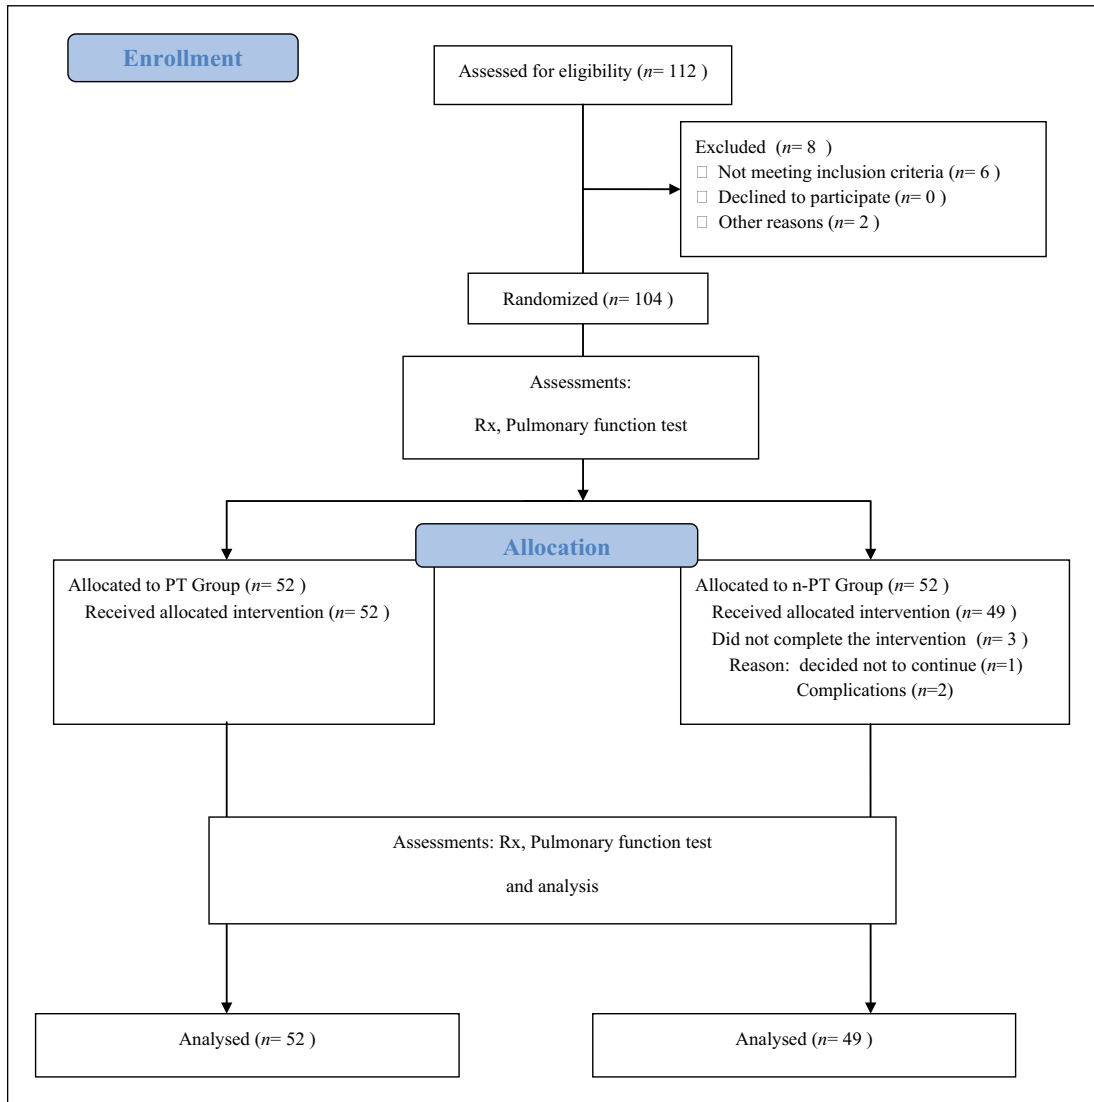 Enrollment
Assessed for eligibility (n= 112 )
Excluded (n= 8 )
Not meeting inclusion criteria (n= 6 )
Declined to participate (n= 0 )
Other reasons (n= 2 )
Randomized (n= 104 )
Assessments:
Rx, Pulmonary function test
Allocation
Allocated to PT Group (n= 52 )
Received allocated intervention (n= 52 )
Allocated to n-PT Group (n= 52 )
Received allocated intervention (n= 49 )
Did not complete the intervention (n= 3 )
Reason: decided not to continue (n=1)
Complications (n=2)
Assessments: Rx, Pulmonary function test
and analysis
Analysed (n= 52 )
Analysed (n= 49 )